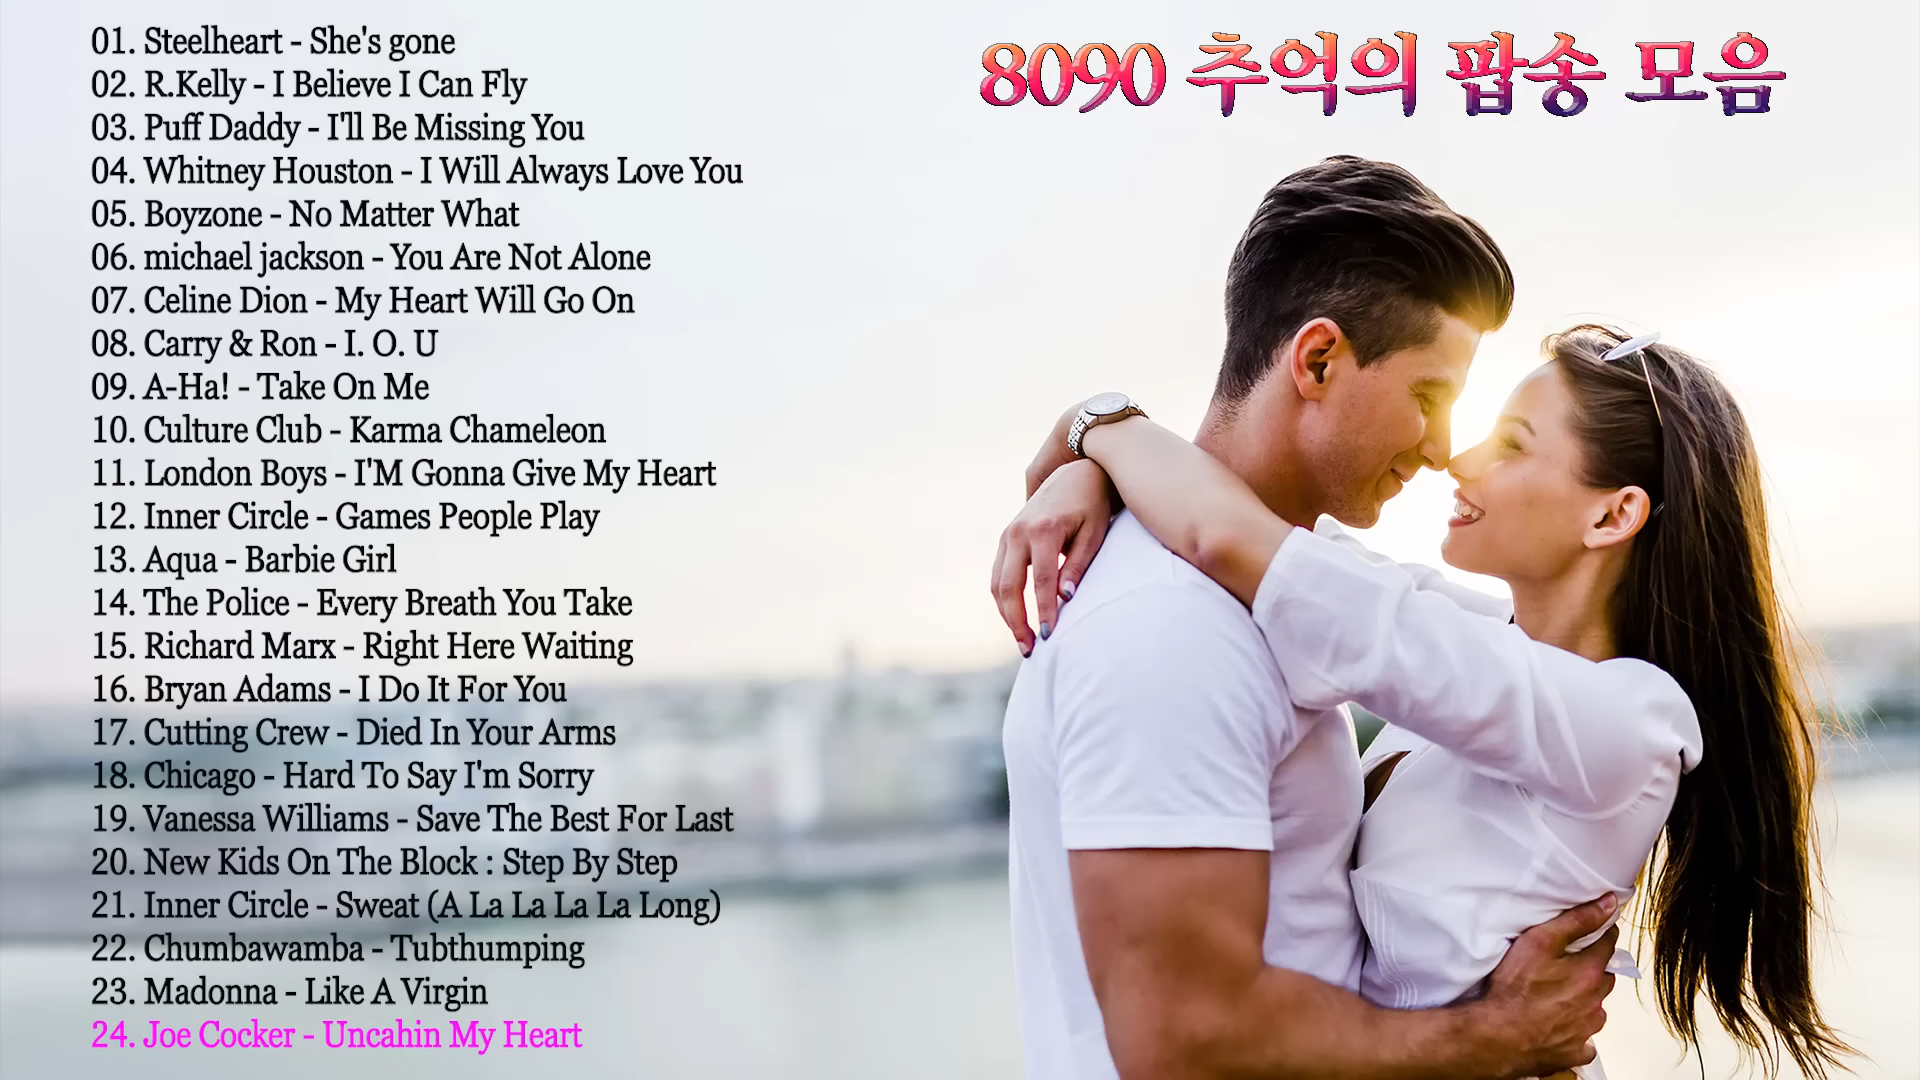 8090 추억의 팝송 모음
01. Steelheart - She's gone
02. R.Kelly - I Believe I Can Fly
03. Puff Daddy - I'll Be Missing You
04. Whitney Houston - I Will Always Love You
05. Boyzone - No Matter What
06. michael jackson - You Are Not Alone
07. Celine Dion - My Heart Will Go On
08. Carry & Ron - I. O. U
09. A-Ha! - Take On Me
10. Culture Club - Karma Chameleon
11. London Boys - I'M Gonna Give My Heart
12. Inner Circle - Games People Play
13. Aqua - Barbie Girl
14. The Police - Every Breath You Take
15. Richard Marx - Right Here Waiting
16. Bryan Adams - I Do It For You
17. Cutting Crew - Died In Your Arms
18. Chicago - Hard To Say I'm Sorry
19. Vanessa Williams - Save The Best For Last
20. New Kids On The Block : Step By Step
21. Inner Circle - Sweat (A La La La La Long)
22. Chumbawamba - Tubthumping
23. Madonna - Like A Virgin
24. Joe Cocker - Uncahin My Heart